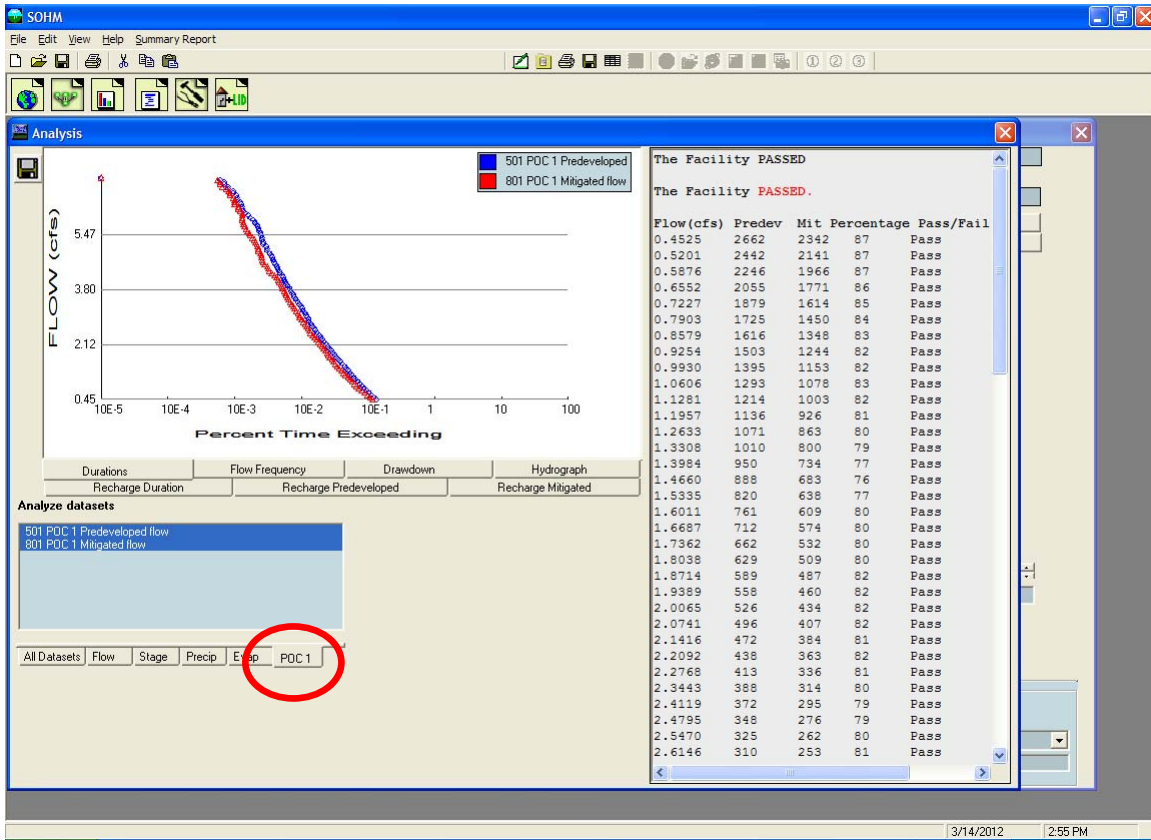 SOHM
File Edit View Help Summary Report
+LID
Analysis
501 POC 1 Predeveloped
801 POC 1 Mitigated flow
FLOW (cfs)
5.47
3.80
2.12
0.45
10E-5 10E-4 10E-3 10E-2 10E-1 1 10 100
Percent Time Exceeding
Durations Flow Frequency Drawdown Hydrograph
Recharge Duration Recharge Predeveloped Recharge Mitigated
Analyze datasets
501 POC 1 Predeveloped flow
801 POC 1 Mitigated flow
All Datasets Flow Stage Precip Evap POC 1
The Facility PASSED
The Facility PASSED.
Flow(cfs) Predev Mit Percentage Pass/Fail
0.4525 2662 2342 87 Pass
0.5201 2442 2141 87 Pass
0.5876 2246 1966 87 Pass
0.6552 2055 1771 86 Pass
0.7227 1879 1614 85 Pass
0.7903 1725 1450 84 Pass
0.8579 1616 1348 83 Pass
0.9254 1503 1244 82 Pass
0.9930 1395 1153 82 Pass
1.0606 1293 1078 83 Pass
1.1281 1214 1003 82 Pass
1.1957 1136 926 81 Pass
1.2633 1071 863 80 Pass
1.3308 1010 800 79 Pass
1.3984 950 734 77 Pass
1.4660 888 683 76 Pass
1.5335 820 638 77 Pass
1.6011 761 609 80 Pass
1.6687 712 574 80 Pass
1.7362 662 532 80 Pass
1.8038 629 509 80 Pass
1.8714 589 487 82 Pass
1.9389 558 460 82 Pass
2.0065 526 434 82 Pass
2.0741 496 407 82 Pass
2.1416 472 384 81 Pass
2.2092 438 363 82 Pass
2.2768 413 336 81 Pass
2.3443 388 314 80 Pass
2.4119 372 295 79 Pass
2.4795 348 276 79 Pass
2.5470 325 262 80 Pass
2.6146 310 253 81 Pass
3/14/2012 2:55 PM